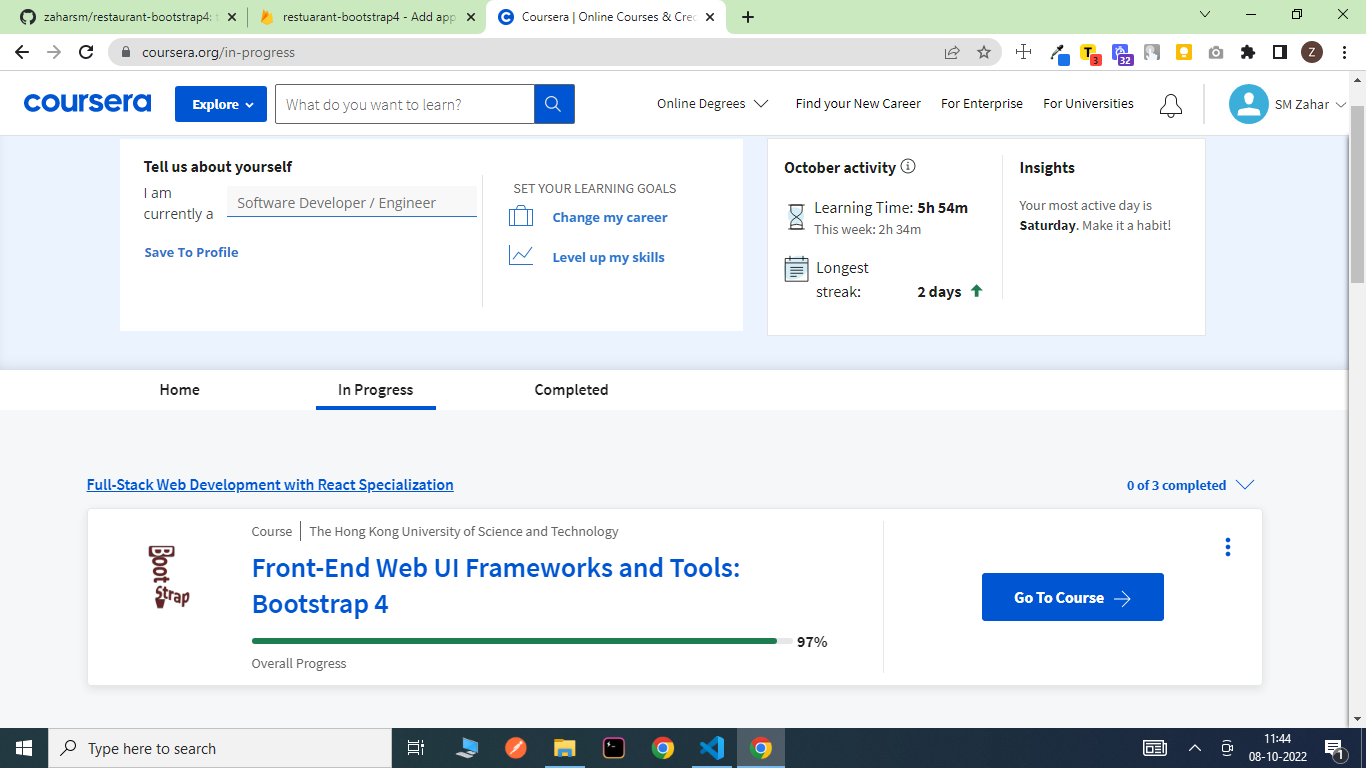 zaharsm/restaurant-bootstrap4:
restuarant-bootstrap4 - Add app
Coursera | Online Courses & Cre
coursera.org/in-progress
3
32
Z
coursera
Explore
What do you want to learn?
Online Degrees
Find your New Career
For Enterprise
For Universities
SM Zahar
Tell us about yourself
I am
currently a
Software Developer / Engineer
Save To Profile
SET YOUR LEARNING GOALS
Change my career
Level up my skills
October activity
Learning Time: 5h 54m
This week: 2h 34m
Longest
streak:
2 days
Insights
Your most active day is
Saturday. Make it a habit!
Home
In Progress
Completed
Full-Stack Web Development with React Specialization
0 of 3 completed
Boot
Strap
Course
The Hong Kong University of Science and Technology
Front-End Web UI Frameworks and Tools:
Bootstrap 4
97%
Overall Progress
Go To Course
Type here to search
11:44
08-10-2022
1